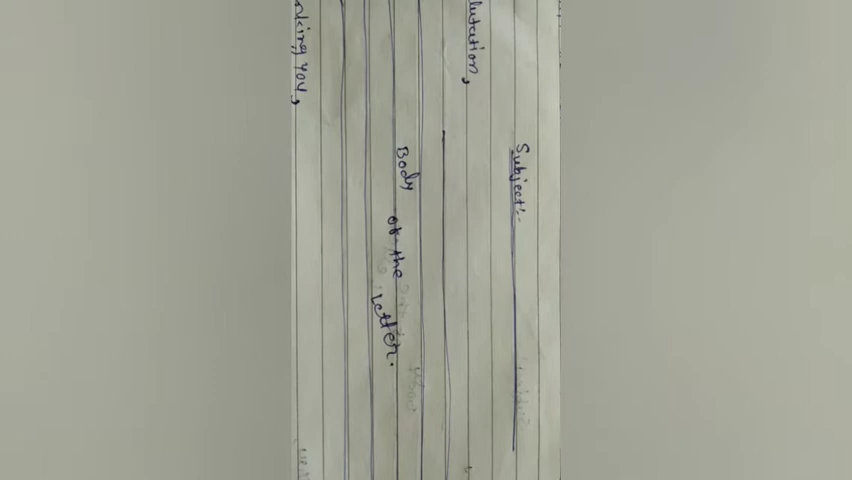 Subject:-
lutation,
Body of the Letter.
nking you,